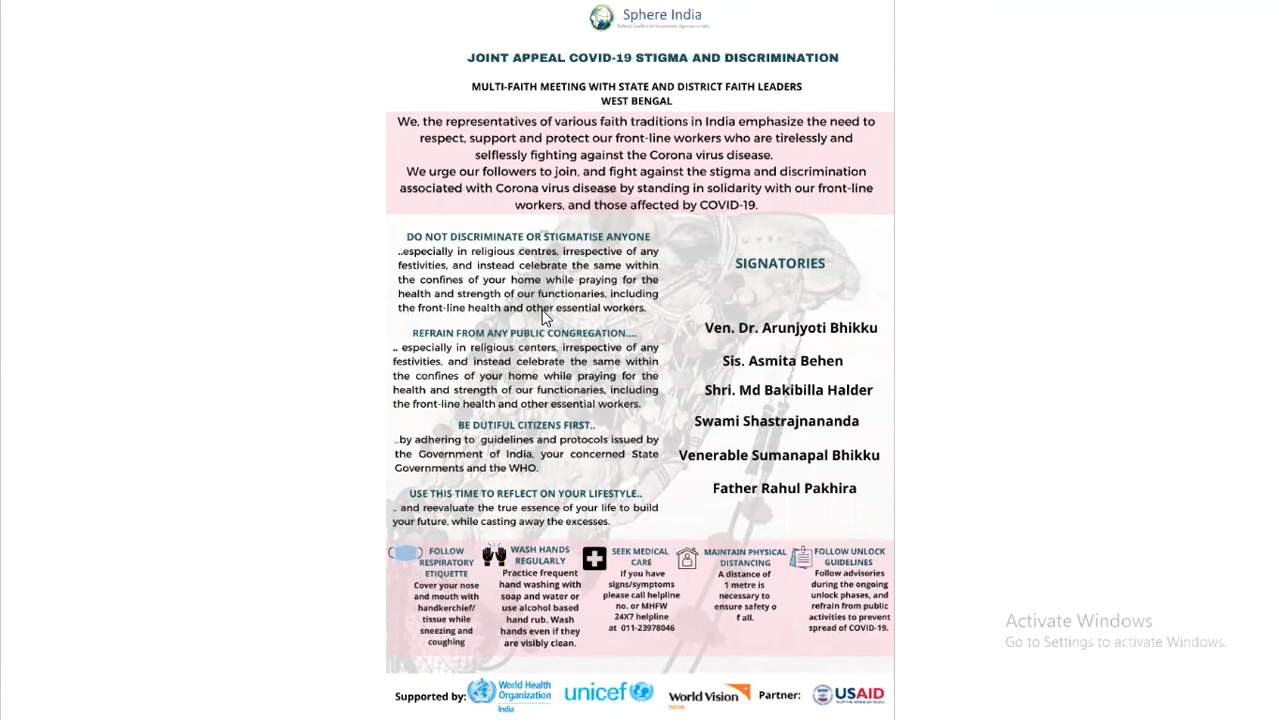 Sphere India
National Coalition of Humanitarian Agencies in India
JOINT APPEAL COVID-19 STIGMA AND DISCRIMINATION
MULTI-FAITH MEETING WITH STATE AND DISTRICT FAITH LEADERS
WEST BENGAL
We, the representatives of various faith traditions in India emphasize the need to
respect, support and protect our front-line workers who are tirelessly and
selflessly fighting against the Corona virus disease.
We urge our followers to join, and fight against the stigma and discrimination
associated with Corona virus disease by standing in solidarity with our front-line
workers, and those affected by COVID-19.
DO NOT DISCRIMINATE OR STIGMATISE ANYONE
..especially in religious centres, irrespective of any
festivities, and instead celebrate the same within
the confines of your home while praying for the
health and strength of our functionaries, including
the front-line health and other essential workers.
REFRAIN FROM ANY PUBLIC CONGREGATION....
.. especially in religious centers, irrespective of any
festivities, and instead celebrate the same within
the confines of your home while praying for the
health and strength of our functionaries, including
the front-line health and other essential workers.
BE DUTIFUL CITIZENS FIRST..
..by adhering to guidelines and protocols issued by
the Government of India, your concerned State
Governments and the WHO.
USE THIS TIME TO REFLECT ON YOUR LIFESTYLE..
.. and reevaluate the true essence of your life to build
your future, while casting away the excesses.
SIGNATORIES
Ven. Dr. Arunjyoti Bhikku
Sis. Asmita Behen
Shri. Md Bakibilla Halder
Swami Shastrajnananda
Venerable Sumanapal Bhikku
Father Rahul Pakhira
FOLLOW
RESPIRATORY
ETIQUETTE
Cover your nose
and mouth with
handkerchief/
tissue while
sneezing and
coughing
WASH HANDS
REGULARLY
Practice frequent
hand washing with
soap and water or
use alcohol based
hand rub. Wash
hands even if they
are visibly clean.
SEEK MEDICAL
CARE
If you have
signs/symptoms
please call helpline
no. or MHFW
24X7 helpline
at 011-23978046
MAINTAIN PHYSICAL
DISTANCING
A distance of
1 metre is
necessary to
ensure safety o
f all.
FOLLOW UNLOCK
GUIDELINES
Follow advisories
during the ongoing
unlock phases, and
refrain from public
activities to prevent
spread of COVID-19.
Activate Windows
Go to Settings to activate Windows.
Supported by:
World Health
Organization
India
unicef
World Vision
INDIA
Partner:
USAID
FROM THE AMERICAN PEOPLE